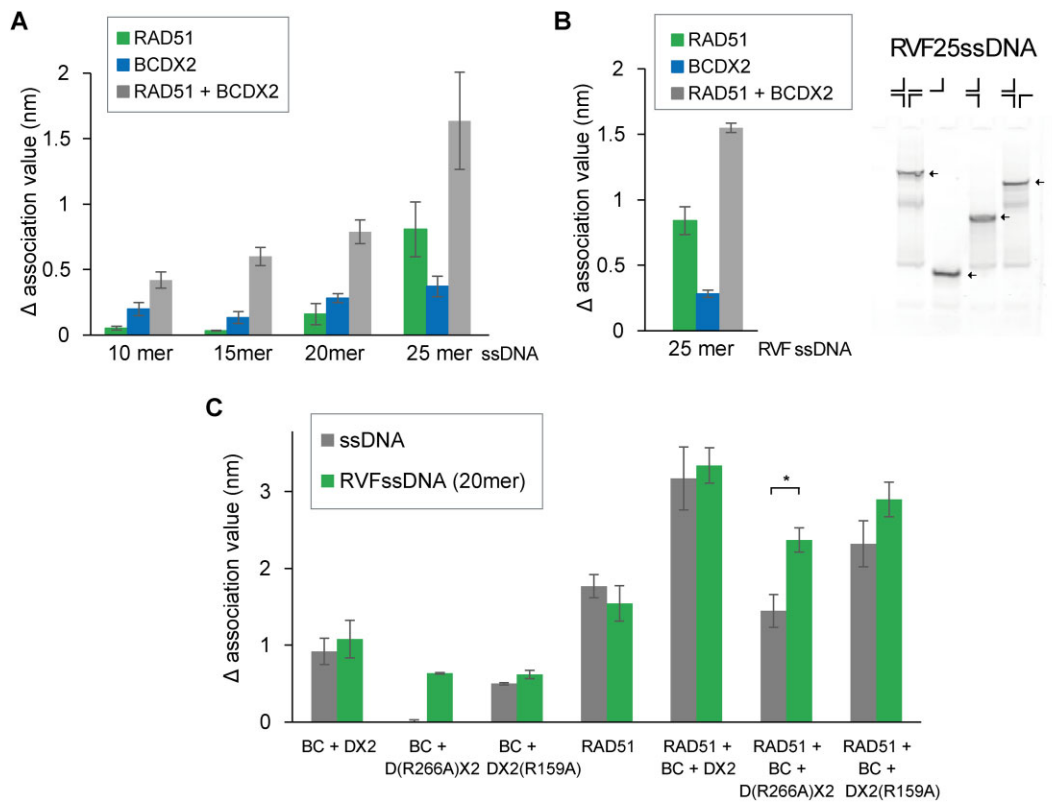 A
RAD51
BCDX2
RAD51 + BCDX2
Δ association value (nm)
2
1.5
1
0.5
0
10 mer
15mer
20mer
25 mer
ssDNA
B
RAD51
BCDX2
RAD51 + BCDX2
Δ association value (nm)
2
1.5
1
0.5
0
25 mer
RVF ssDNA
RVF25ssDNA
C
ssDNA
RVFssDNA (20mer)
Δ association value (nm)
3
2
1
0
*
BC + DX2
BC +
D(R266A)X2
BC +
DX2(R159A)
RAD51
RAD51 +
BC + DX2
RAD51 +
BC +
D(R266A)X2
RAD51 +
BC +
DX2(R159A)